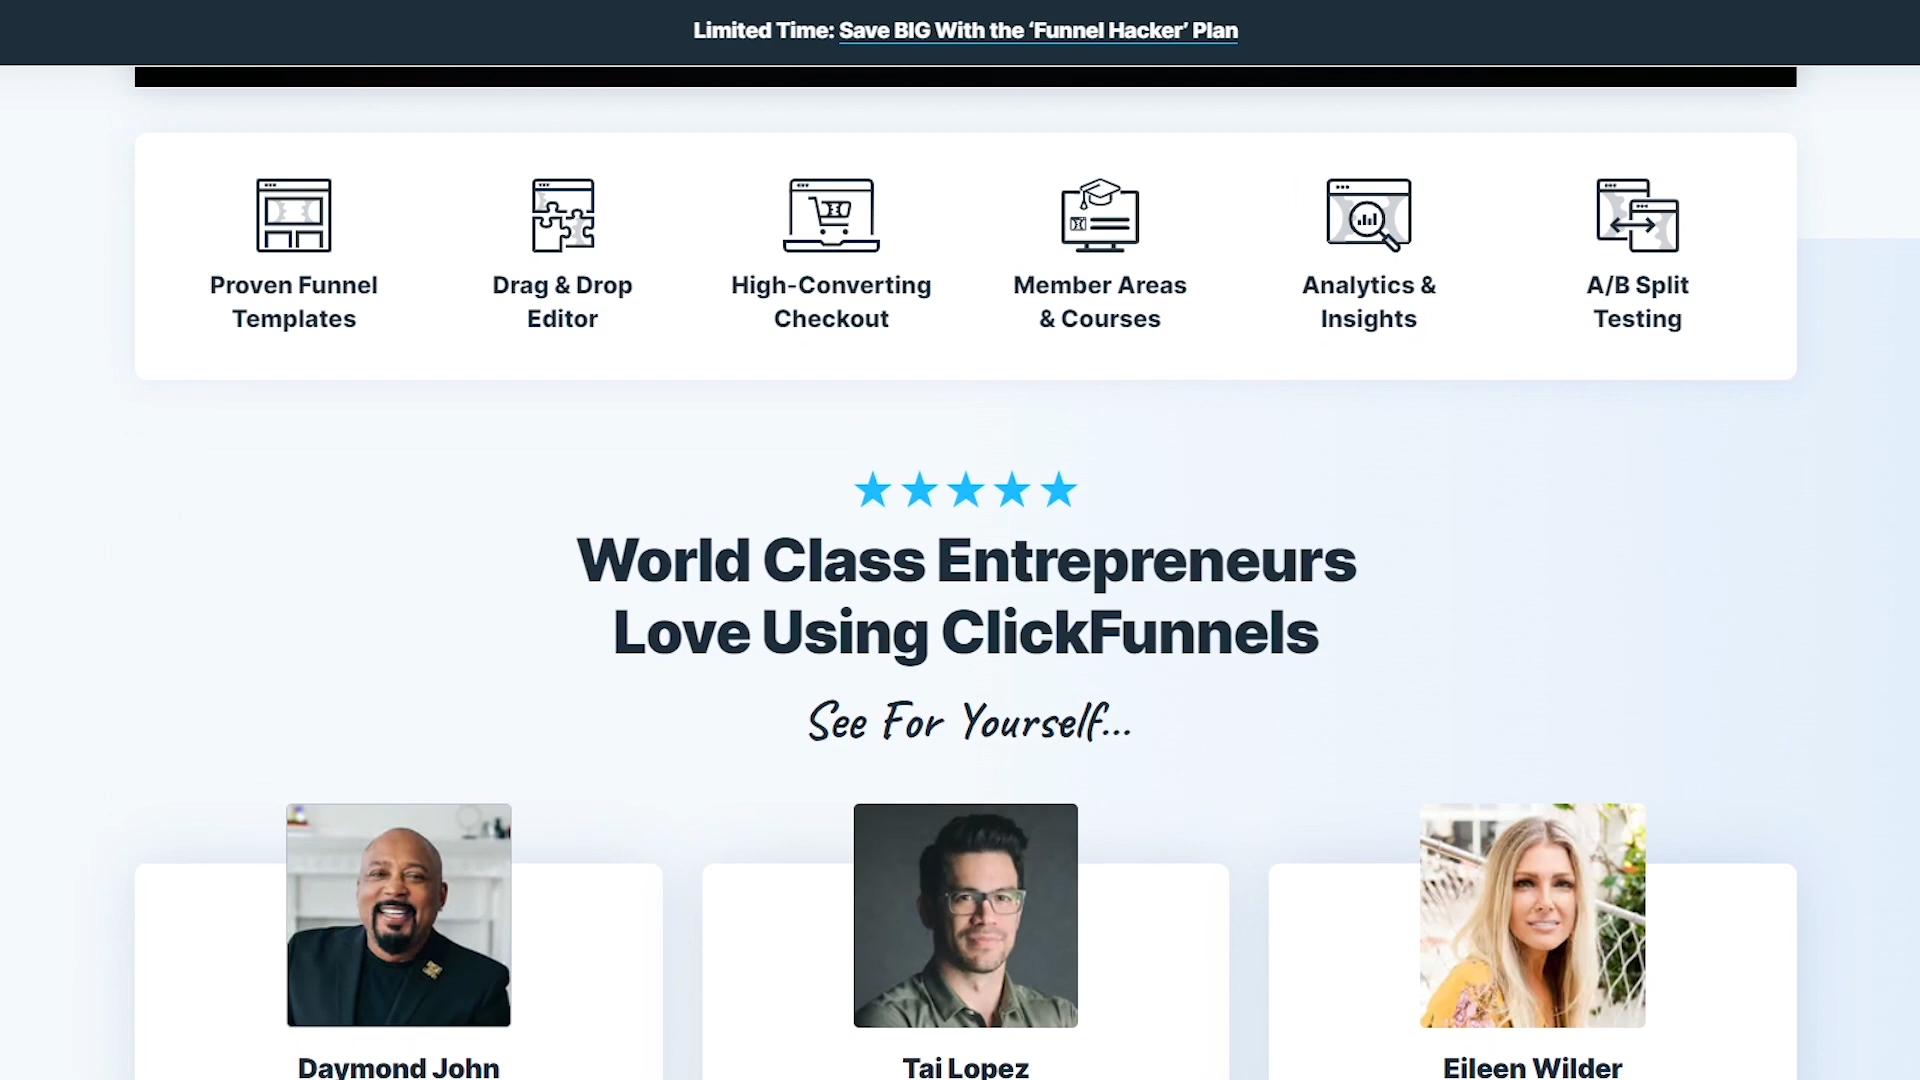 Limited Time: Save BIG With the ‘Funnel Hacker’ Plan
Proven Funnel
Templates
Drag & Drop
Editor
High-Converting
Checkout
Member Areas
& Courses
Analytics &
Insights
A/B Split
Testing
World Class Entrepreneurs
Love Using ClickFunnels
See For Yourself...
Daymond John
Tai Lopez
Eileen Wilder